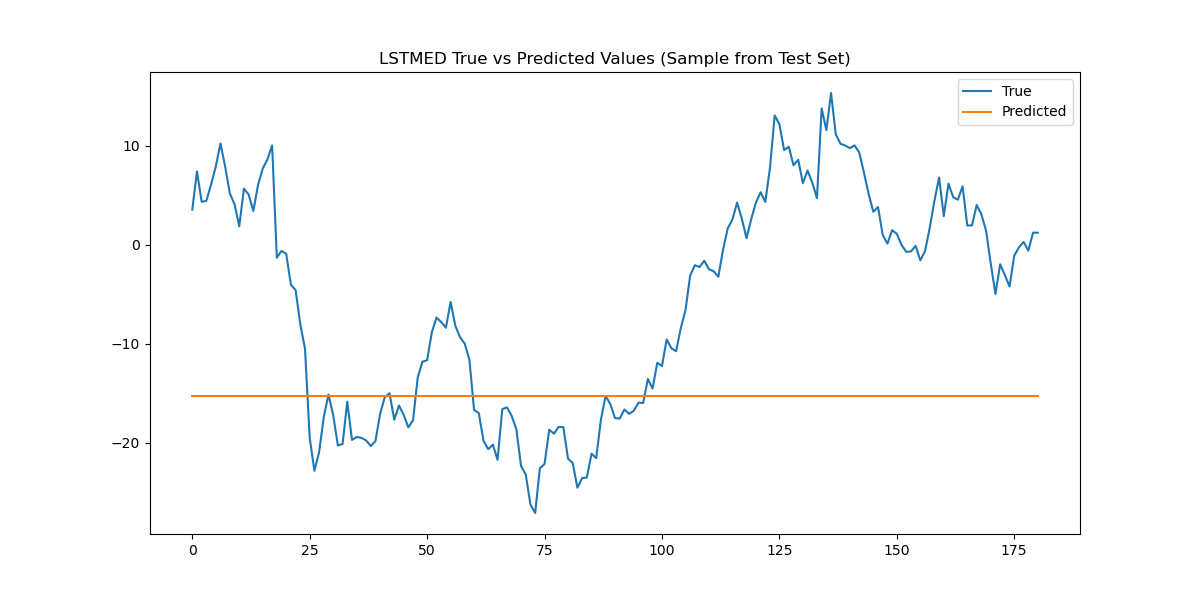 LSTMED True vs Predicted Values (Sample from Test Set)
True
Predicted
10
0
−10
−20
0 25 50 75 100 125 150 175